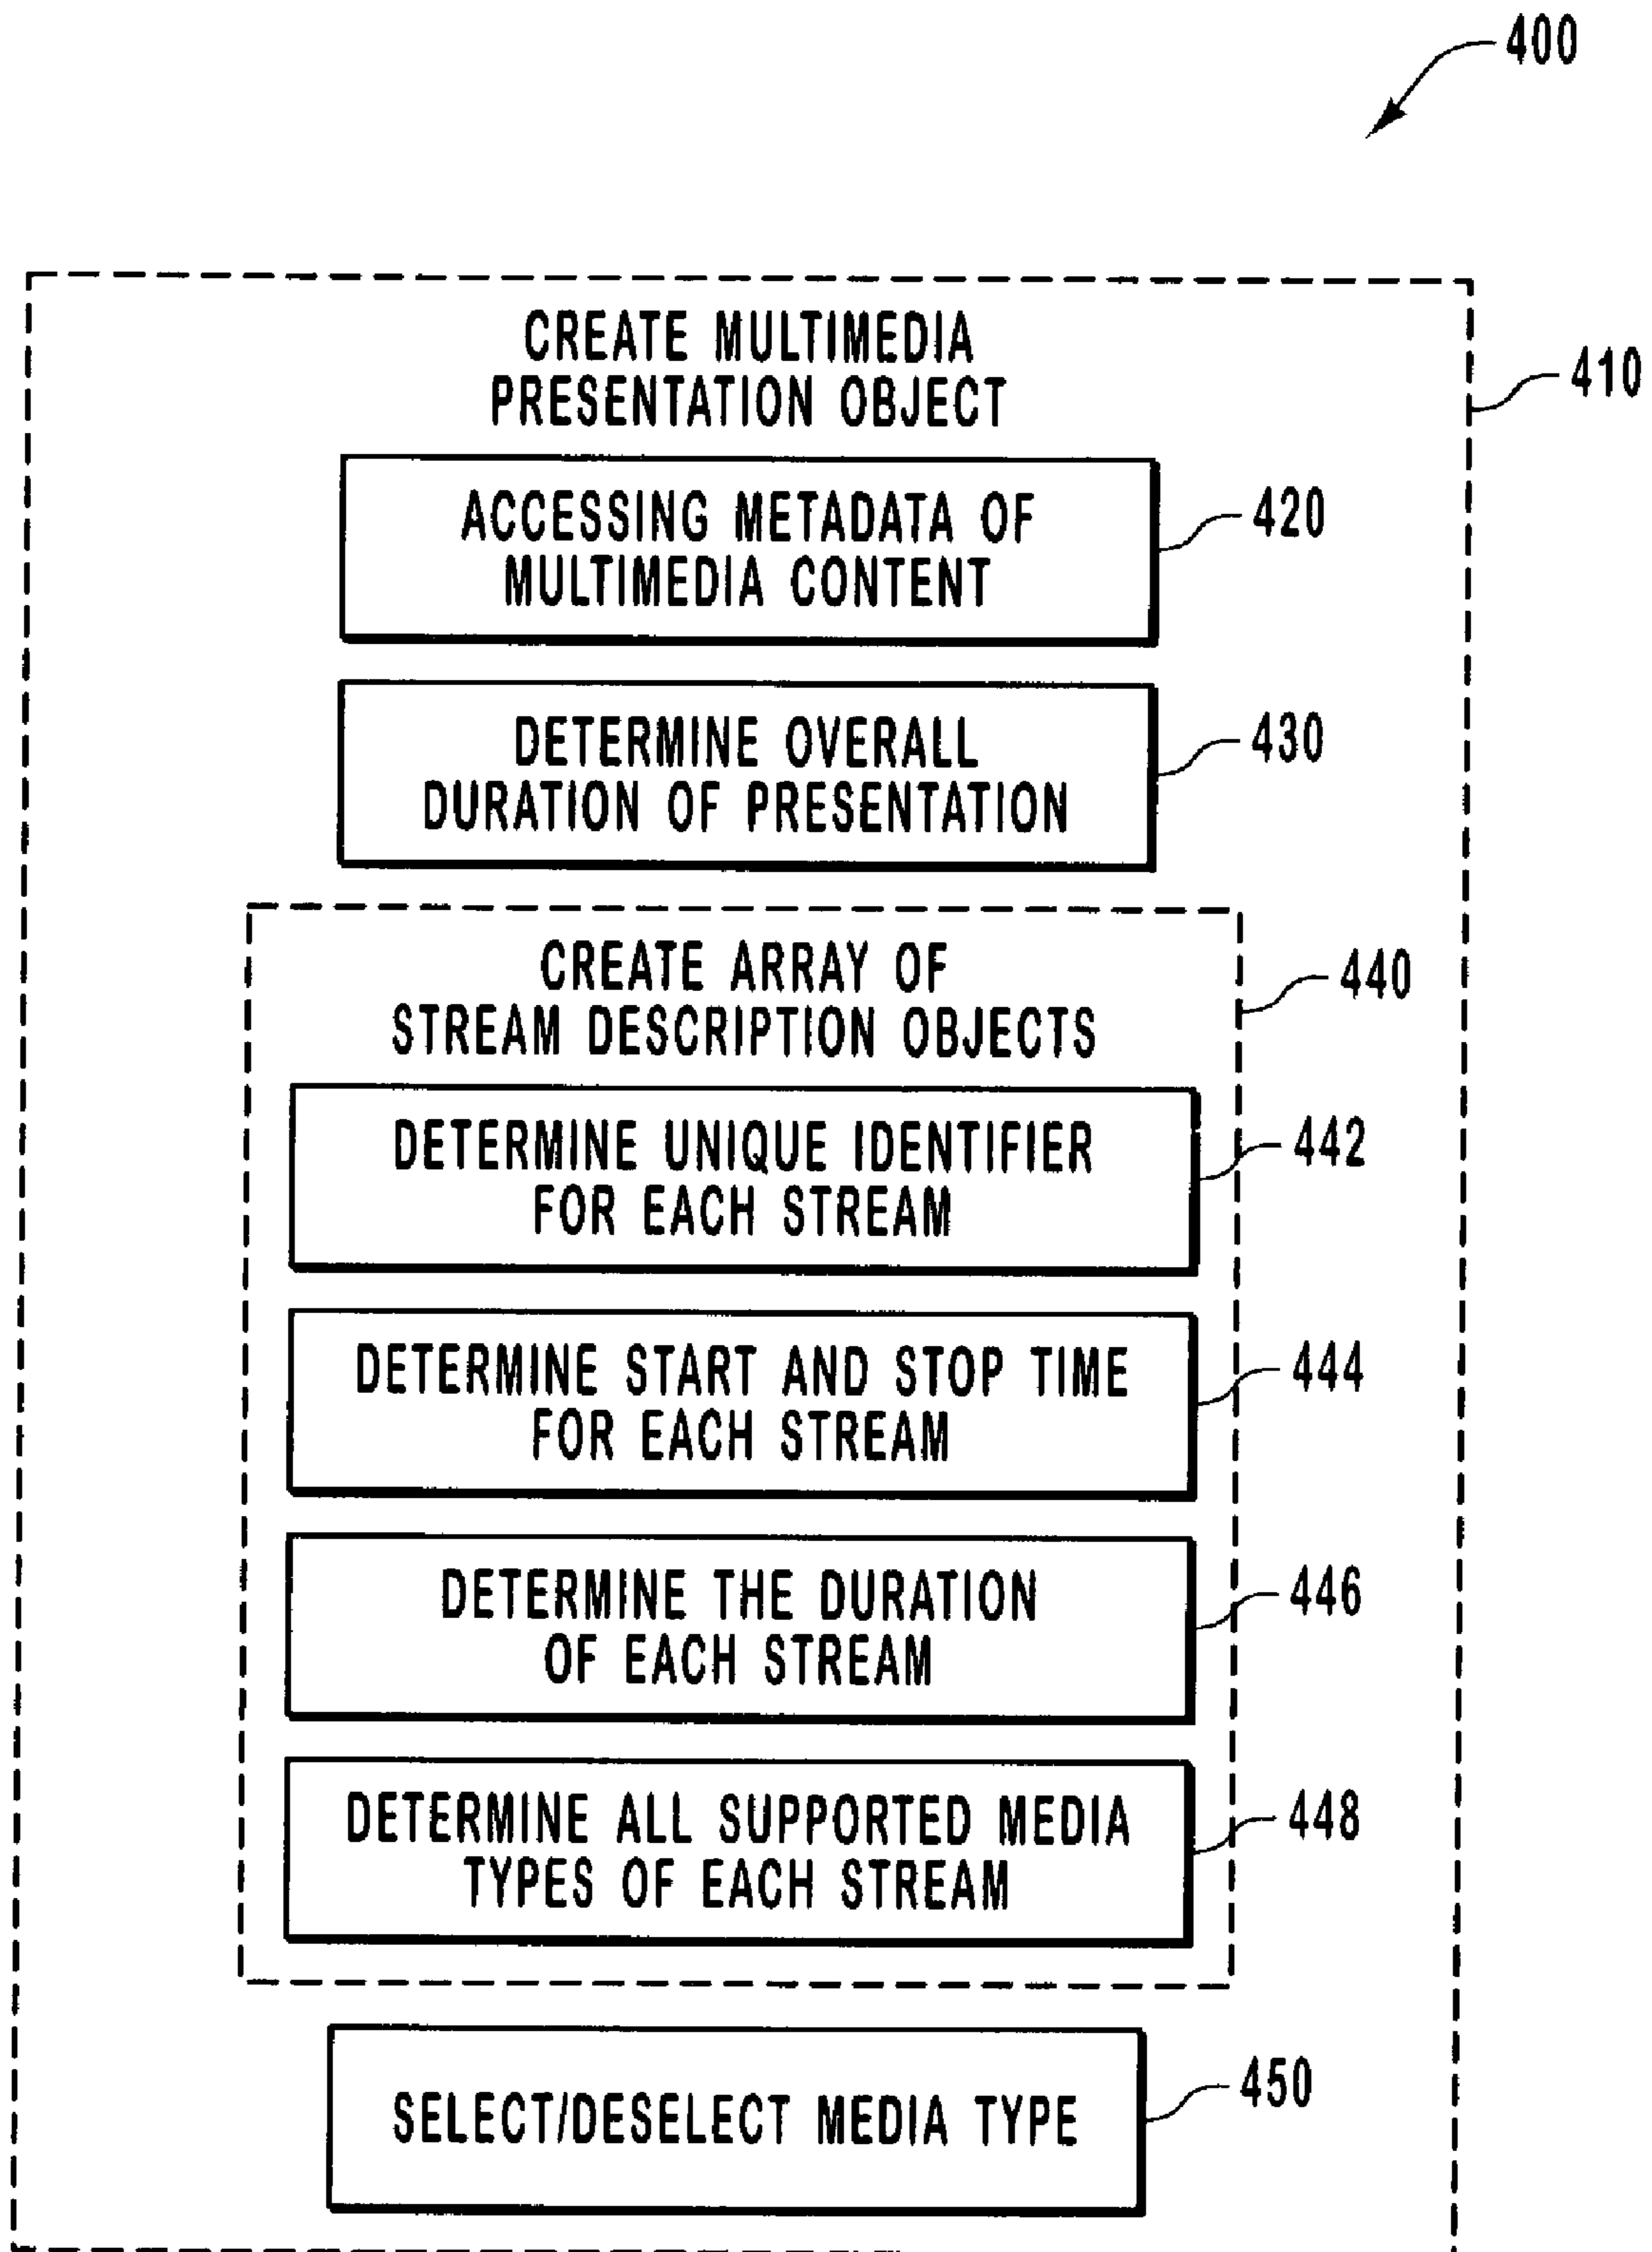 400
CREATE MULTIMEDIA
PRESENTATION OBJECT
410
ACCESSING METADATA OF
MULTIMEDIA CONTENT
420
DETERMINE OVERALL
DURATION OF PRESENTATION
430
CREATE ARRAY OF
STREAM DESCRIPTION OBJECTS
440
DETERMINE UNIQUE IDENTIFIER
FOR EACH STREAM
442
DETERMINE START AND STOP TIME
FOR EACH STREAM
444
DETERMINE THE DURATION
OF EACH STREAM
446
DETERMINE ALL SUPPORTED MEDIA
TYPES OF EACH STREAM
448
SELECT/DESELECT MEDIA TYPE
450